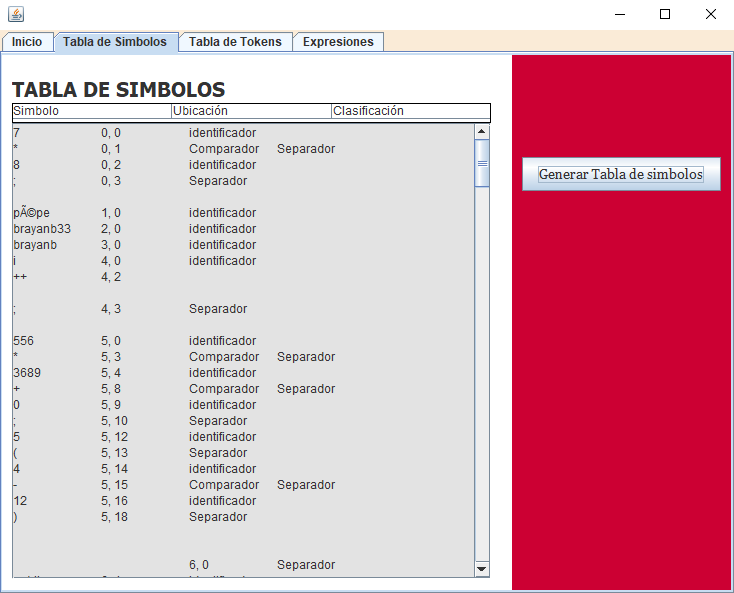 Inicio Tabla de Simbolos Tabla de Tokens Expresiones
TABLA DE SIMBOLOS
Simbolo Ubicación Clasificación
7 0, 0 identificador
* 0, 1 Comparador Separador
8 0, 2 identificador
; 0, 3 Separador
pÃ©pe 1, 0 identificador
brayanb33 2, 0 identificador
brayanb 3, 0 identificador
i 4, 0 identificador
++ 4, 2
; 4, 3 Separador
556 5, 0 identificador
* 5, 3 Comparador Separador
3689 5, 4 identificador
+ 5, 8 Comparador Separador
0 5, 9 identificador
; 5, 10 Separador
5 5, 12 identificador
( 5, 13 Separador
4 5, 14 identificador
- 5, 15 Comparador Separador
12 5, 16 identificador
) 5, 18 Separador
6, 0 Separador
Generar Tabla de simbolos